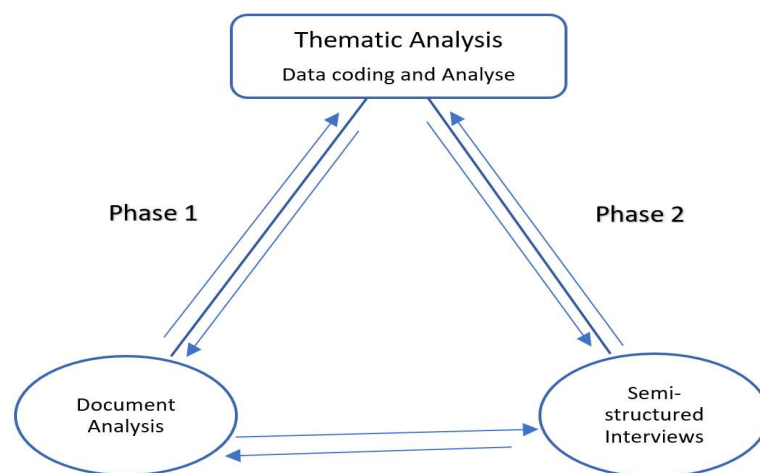 Thematic Analysis
Data coding and Analyse
Phase 1
Phase 2
Document
Analysis
Semi-
structured
Interviews